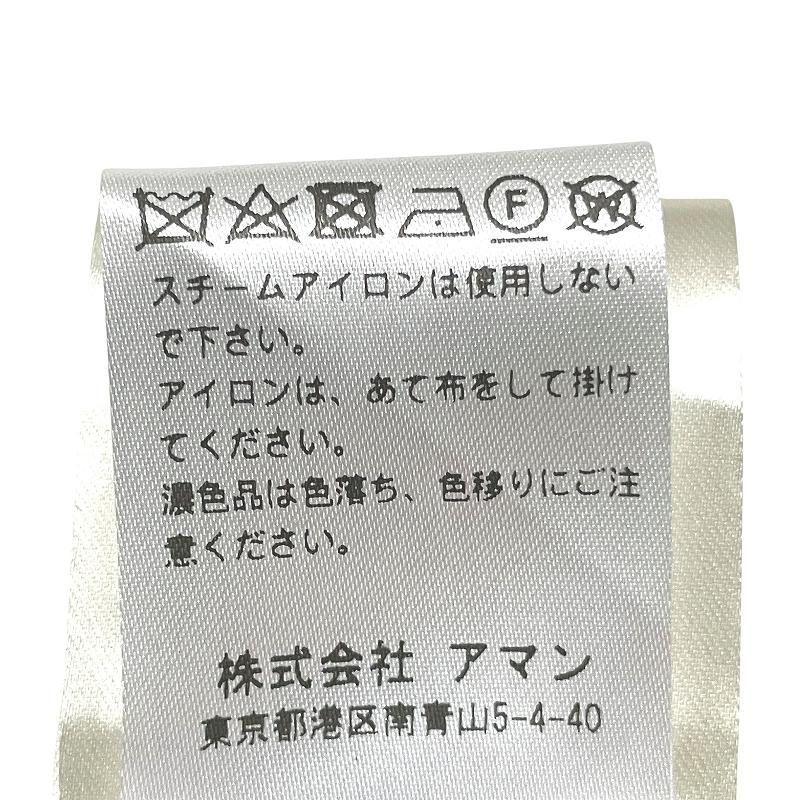 F W
スチームアイロンは使用しない
で下さい。
アイロンは、あて布をして掛け
てください。
濃色品は色落ち、色移りにご注
意ください。
株式会社 アマン
東京都港区南青山5-4-40